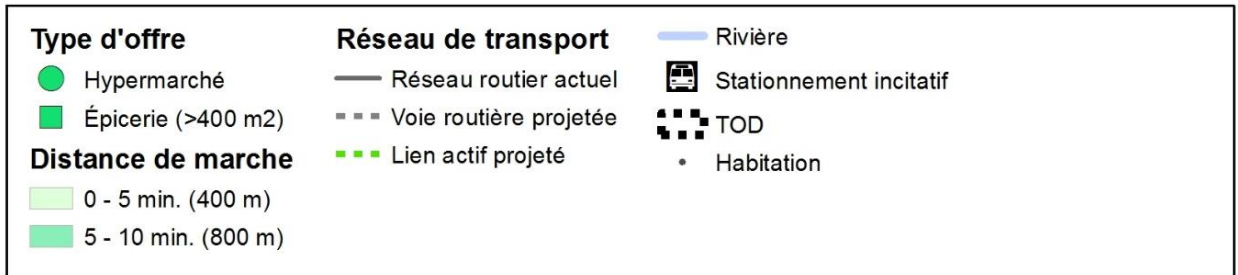 Type d'offre
Hypermarché
Épicerie (>400 m2)
Distance de marche
0 - 5 min. (400 m)
5 - 10 min. (800 m)
Réseau de transport
Réseau routier actuel
Voie routière projetée
Lien actif projeté
Rivière
Stationnement incitatif
TOD
Habitation